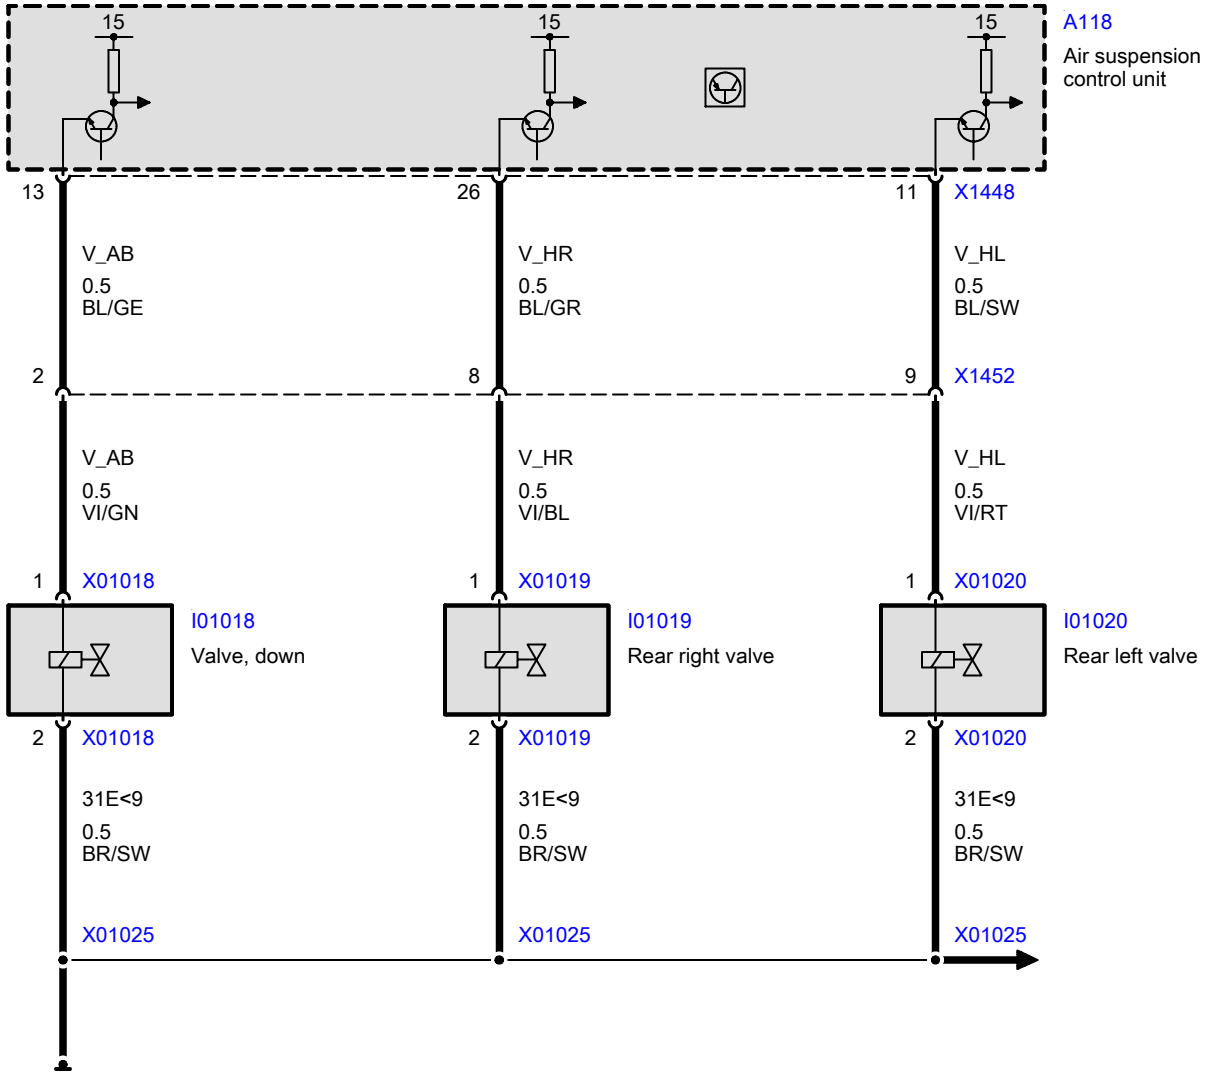 15
15
15
A118
Air suspension
control unit
13
26
11
X1448
V_AB
V_HR
V_HL
0.5
0.5
0.5
BL/GE
BL/GR
BL/SW
2
8
9
X1452
V_AB
V_HR
V_HL
0.5
0.5
0.5
VI/GN
VI/BL
VI/RT
1
X01018
1
X01019
1
X01020
I01018
I01019
I01020
Valve, down
Rear right valve
Rear left valve
2
X01018
2
X01019
2
X01020
31E<9
31E<9
31E<9
0.5
0.5
0.5
BR/SW
BR/SW
BR/SW
X01025
X01025
X01025